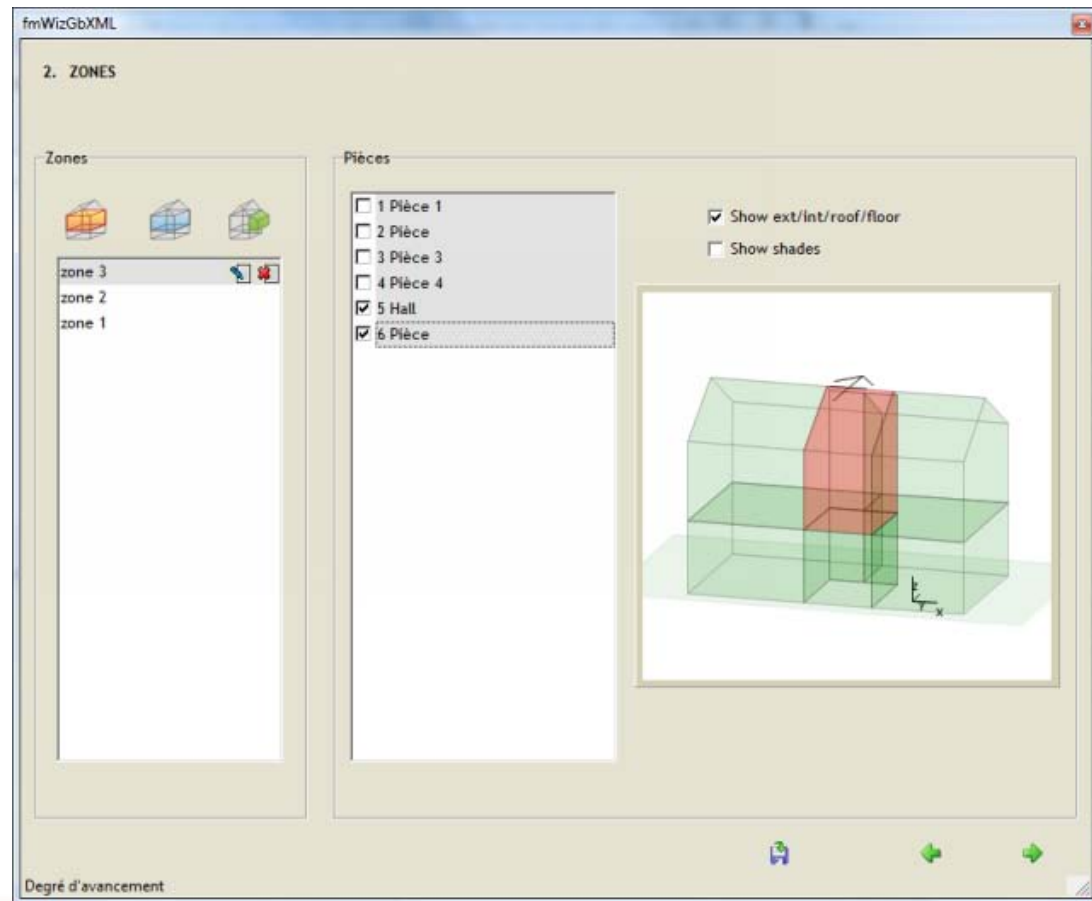 fmWizGbXML
2. ZONES
Zones
zone 3
zone 2
zone 1
Pièces
1 Pièce 1
2 Pièce
3 Pièce 3
4 Pièce 4
5 Hall
6 Pièce
Show ext/int/roof/floor
Show shades
z
Y
x
Degré d'avancement